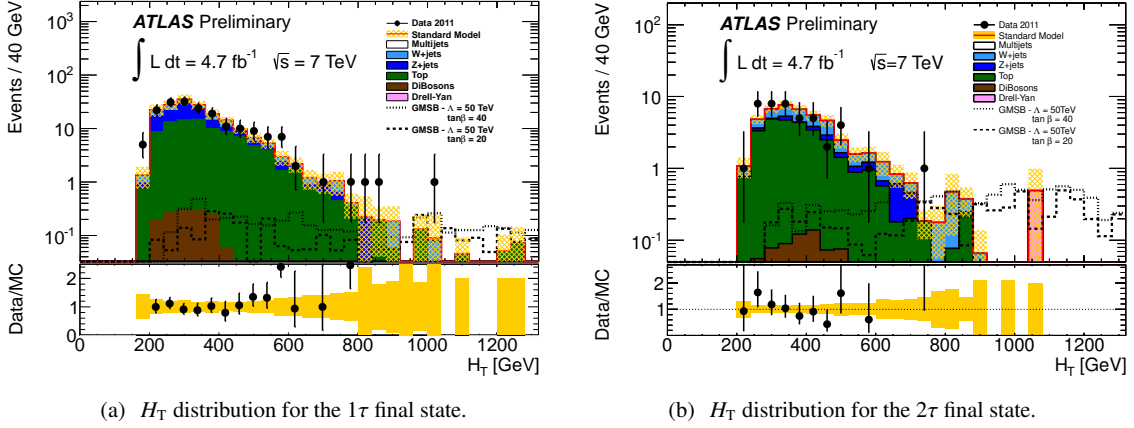 ATLAS Preliminary
∫ L dt = 4.7 fb⁻¹ √s = 7 TeV
Data 2011
Standard Model
Multijets
W+jets
Z+jets
Top
DiBosons
Drell-Yan
GMSB - Λ = 50 TeV
tanβ = 40
GMSB - Λ = 50 TeV
tanβ = 20
Events / 40 GeV
10³
10²
10
1
10⁻¹
Data/MC
2
1
0
0 200 400 600 800 1000 1200
H_T [GeV]
(a) H_T distribution for the 1τ final state.
ATLAS Preliminary
∫ L dt = 4.7 fb⁻¹ √s=7 TeV
Data 2011
Standard Model
Multijets
W+jets
Z+jets
Top
DiBosons
Drell-Yan
GMSB - Λ = 50TeV
tan β = 40
GMSB - Λ = 50TeV
tan β = 20
Events / 40 GeV
10²
10
1
10⁻¹
Data/MC
2
1
0 200 400 600 800 1000 1200
H_T [GeV]
(b) H_T distribution for the 2τ final state.